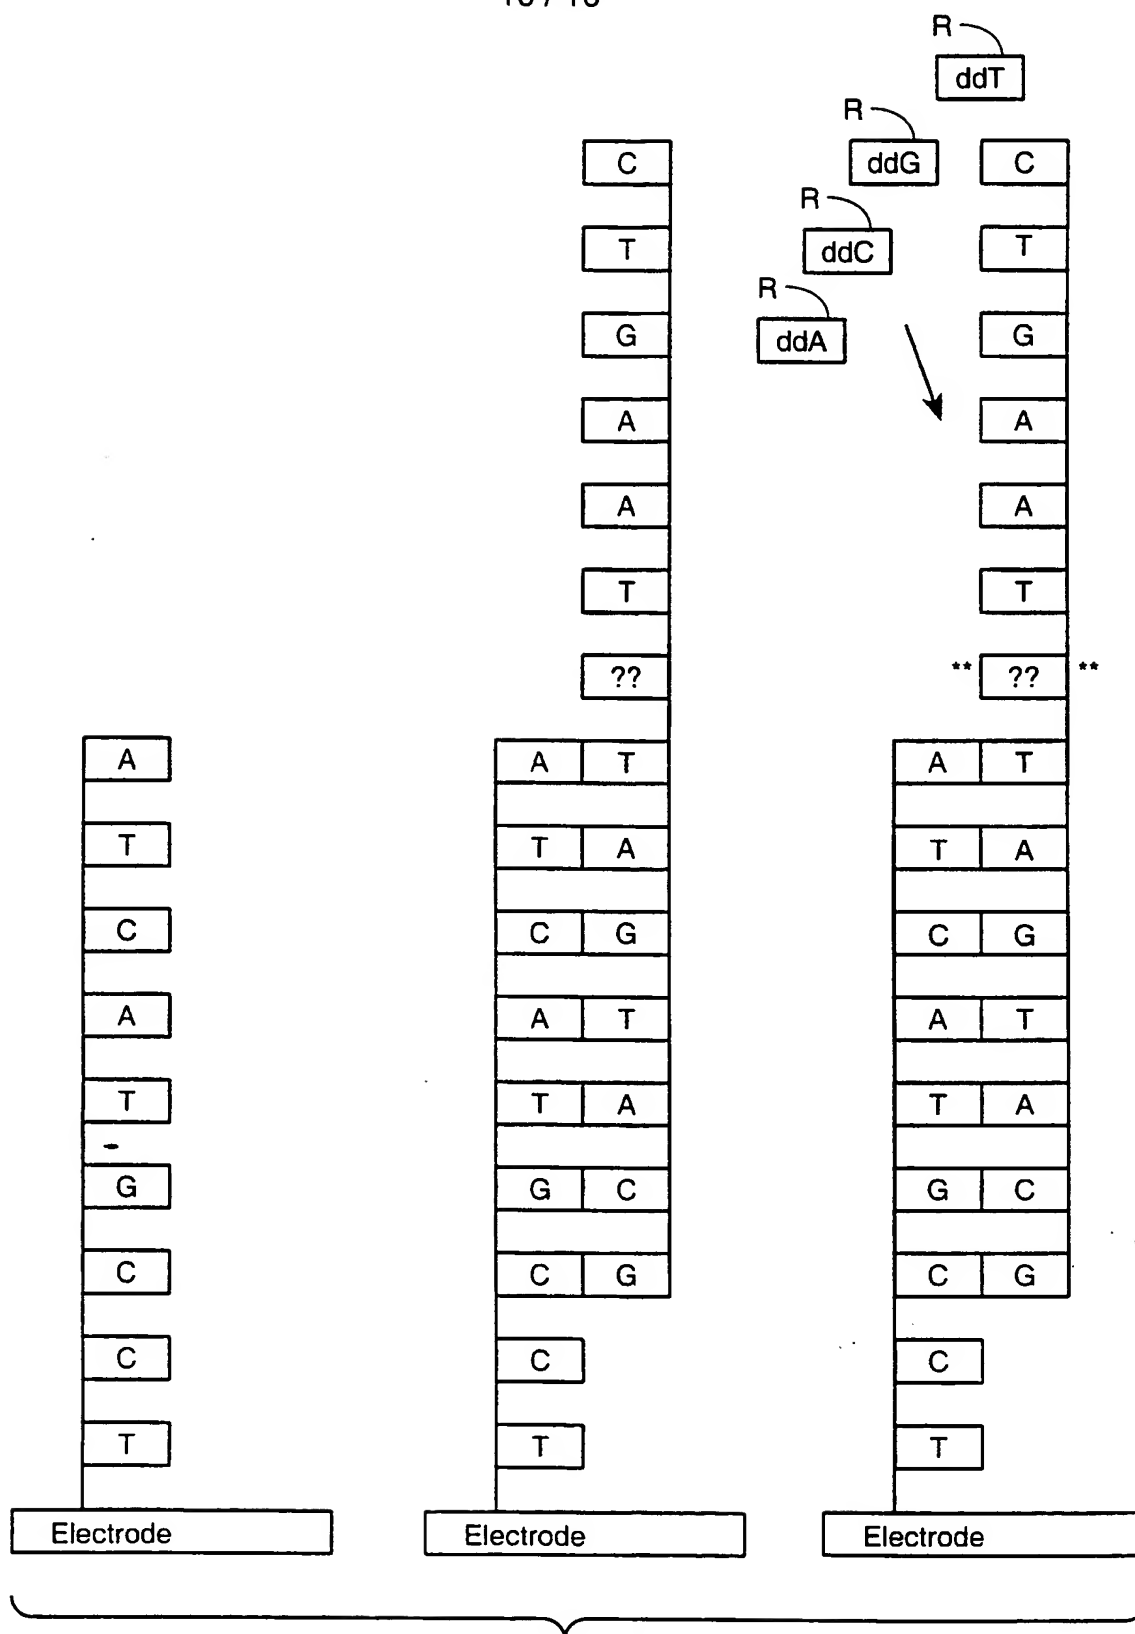 R
ddT
R
C ddG C
R
T ddC T
R
G ddA G
A A
A A
T T
?? ** ?? **
A A T A T
T T A T A
C C G C G
A A T A T
T T A T A
G G C G C
C C G C G
C C C
T T T
Electrode Electrode Electrode